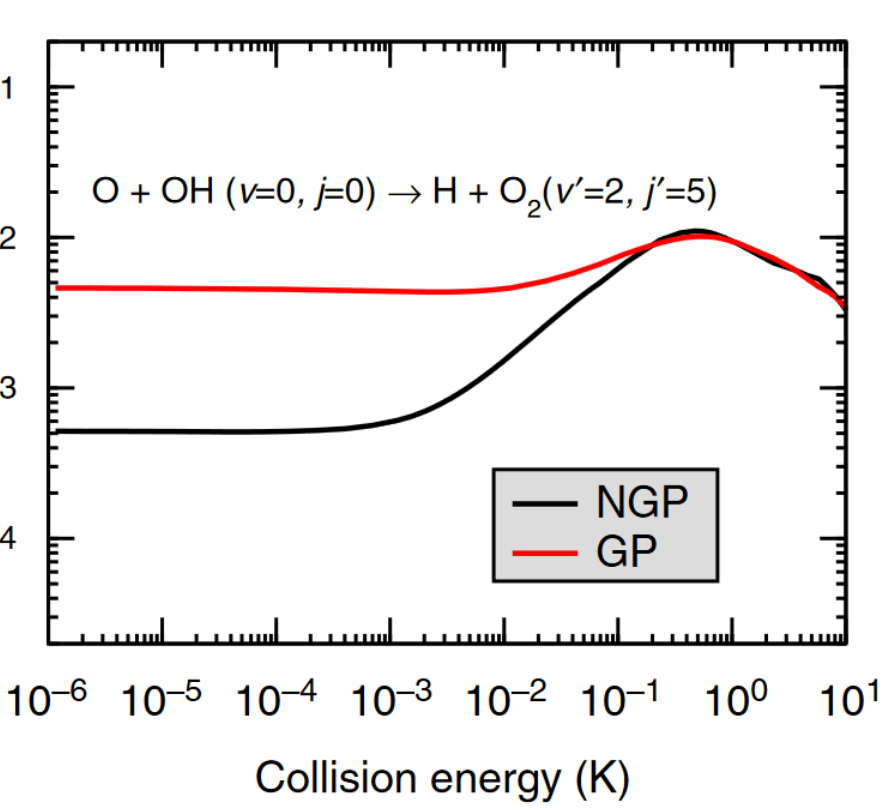 1
O + OH (v=0, j=0) → H + O₂(v′=2, j′=5)
2
3
NGP
4
GP
10⁻⁶ 10⁻⁵ 10⁻⁴ 10⁻³ 10⁻² 10⁻¹ 10⁰ 10¹
Collision energy (K)